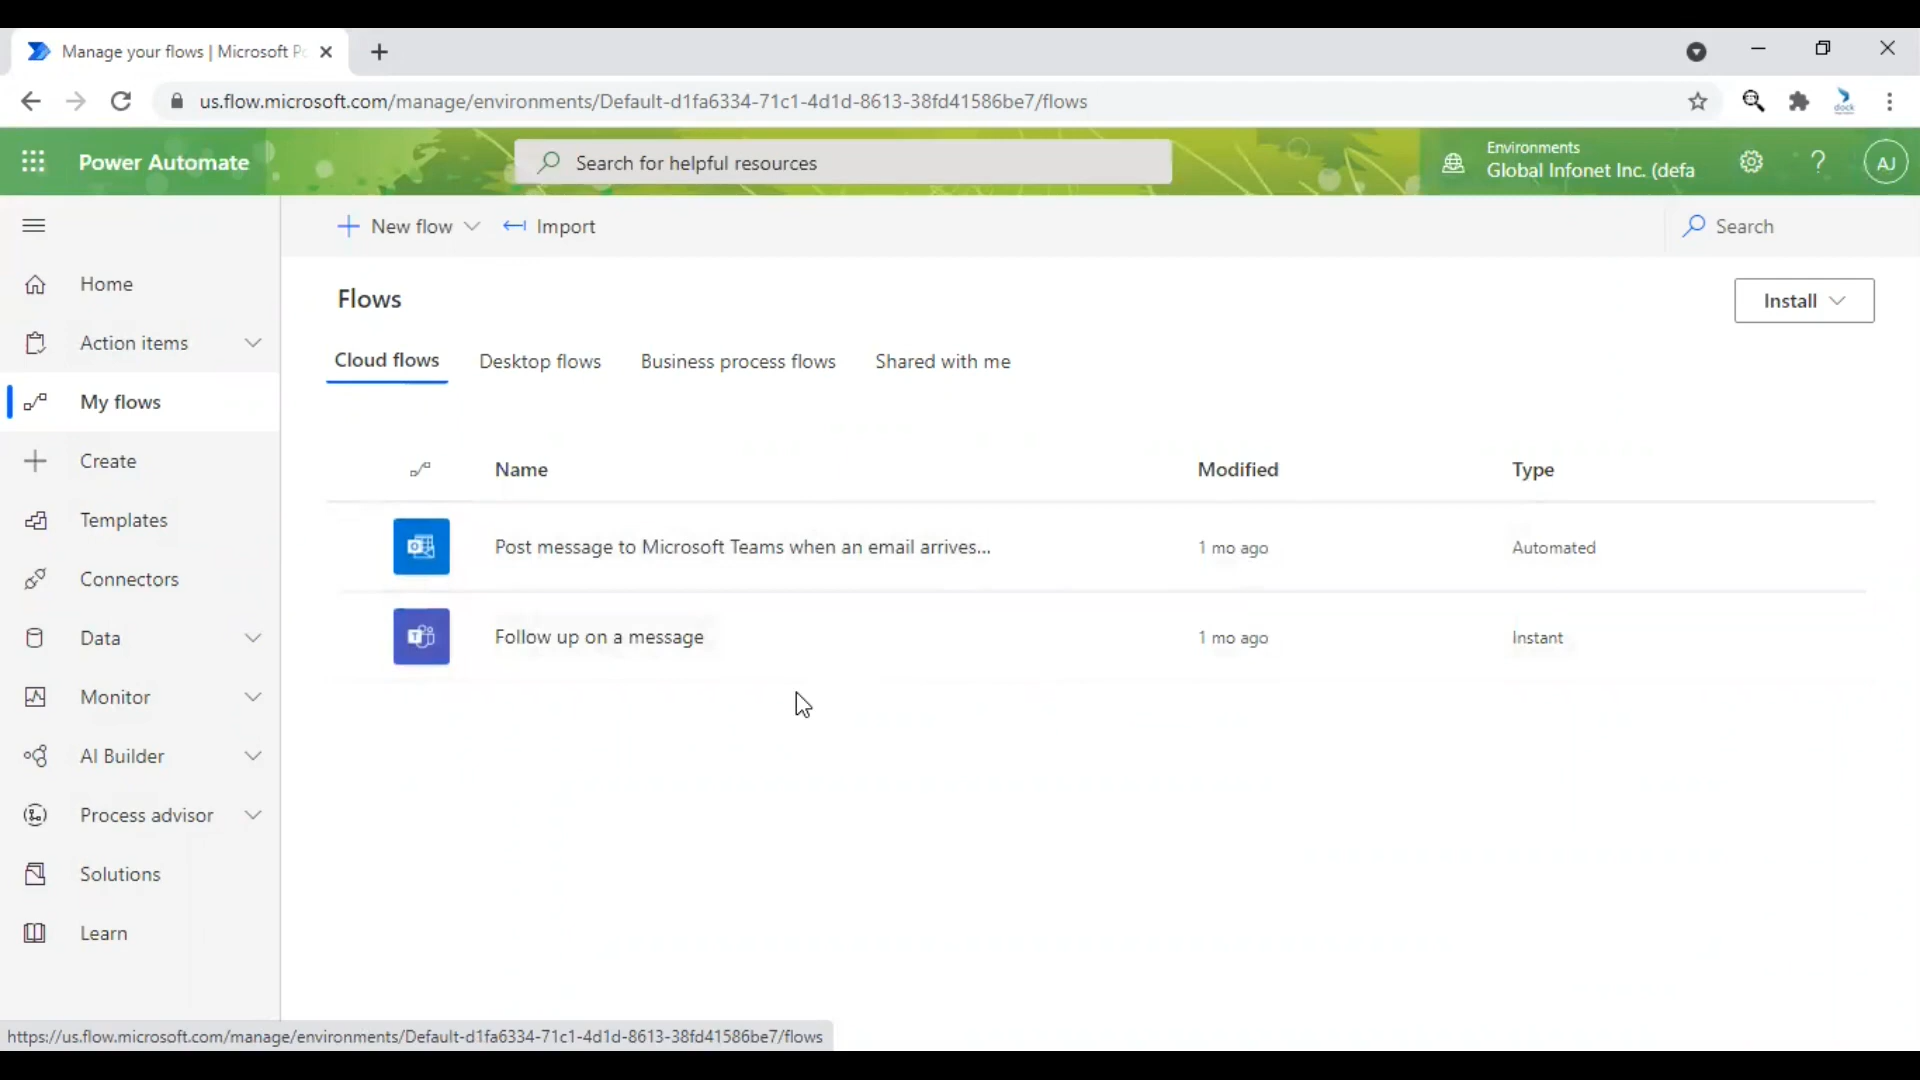 Manage your flows | Microsoft Po
us.flow.microsoft.com/manage/environments/Default-d1fa6334-71c1-4d1d-8613-38fd41586be7/flows
dock
Power Automate
Search for helpful resources
Environments
Global Infonet Inc. (defa
AJ
New flow
Import
Search
Home
Action items
My flows
Create
Templates
Connectors
Data
Monitor
AI Builder
Process advisor
Solutions
Learn
Flows
Install
Cloud flows Desktop flows Business process flows Shared with me
Name Modified Type
Post message to Microsoft Teams when an email arrives... 1 mo ago Automated
Follow up on a message 1 mo ago Instant
https://us.flow.microsoft.com/manage/environments/Default-d1fa6334-71c1-4d1d-8613-38fd41586be7/flows